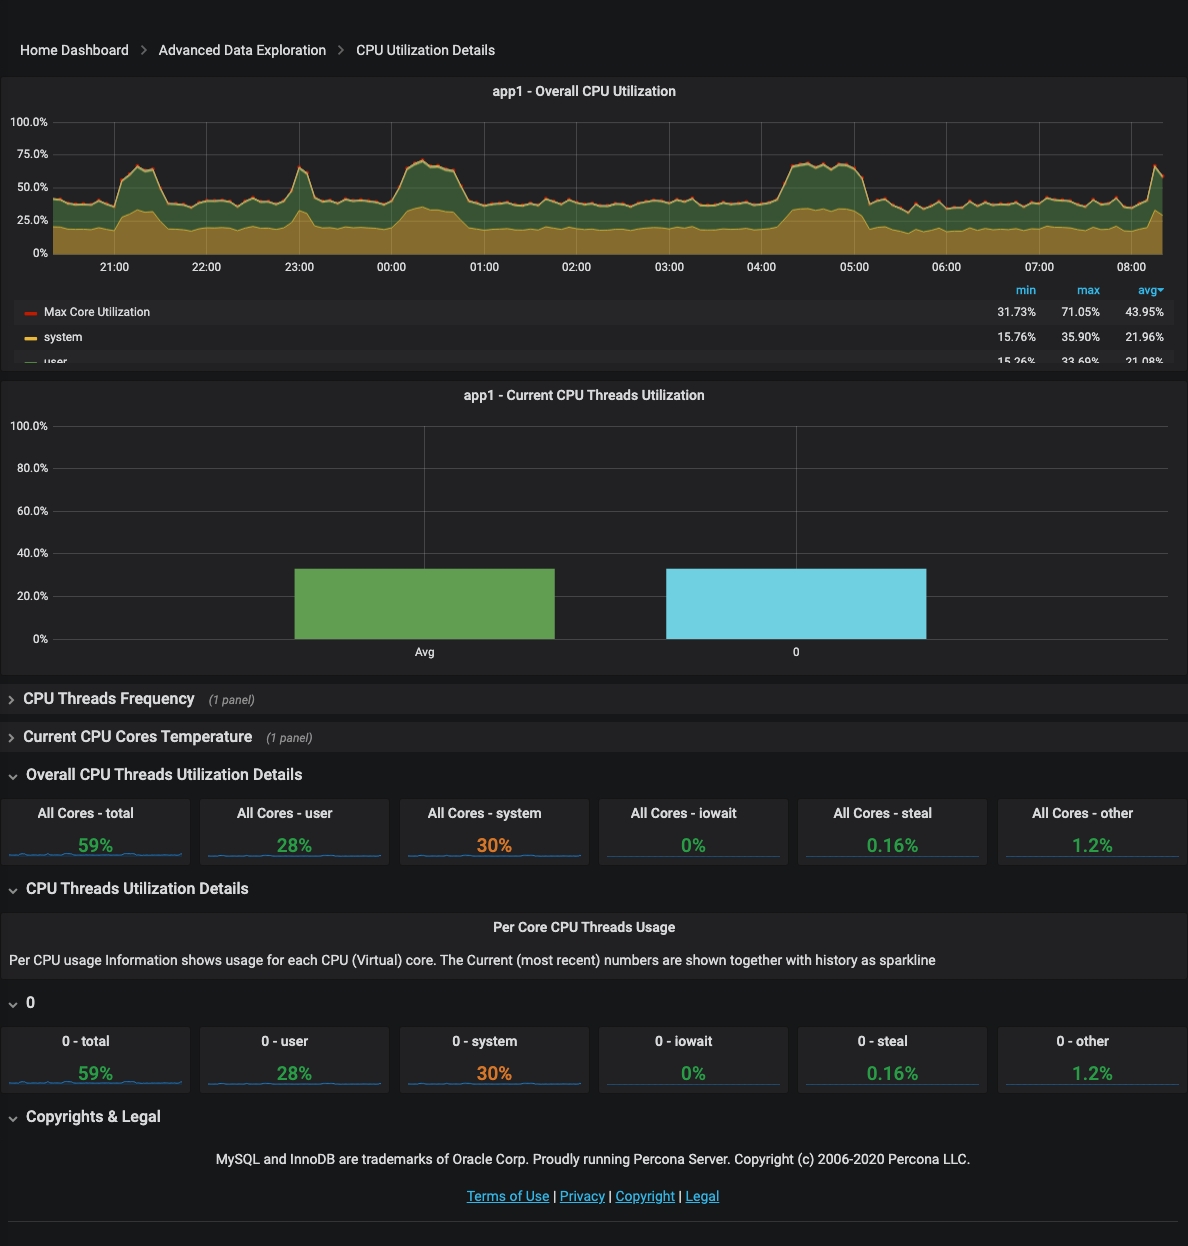 Home Dashboard > Advanced Data Exploration > CPU Utilization Details
app1 - Overall CPU Utilization
100.0%
75.0%
50.0%
25.0%
0%
21:00 22:00 23:00 00:00 01:00 02:00 03:00 04:00 05:00 06:00 07:00 08:00
min max avg
Max Core Utilization 31.73% 71.05% 43.95%
system 15.76% 35.90% 21.96%
user 15.26% 33.69% 21.08%
app1 - Current CPU Threads Utilization
100.0%
80.0%
60.0%
40.0%
20.0%
0%
Avg 0
CPU Threads Frequency (1 panel)
Current CPU Cores Temperature (1 panel)
Overall CPU Threads Utilization Details
All Cores - total All Cores - user All Cores - system All Cores - iowait All Cores - steal All Cores - other
59% 28% 30% 0% 0.16% 1.2%
CPU Threads Utilization Details
Per Core CPU Threads Usage
Per CPU usage Information shows usage for each CPU (Virtual) core. The Current (most recent) numbers are shown together with history as sparkline
0
0 - total 0 - user 0 - system 0 - iowait 0 - steal 0 - other
59% 28% 30% 0% 0.16% 1.2%
Copyrights & Legal
MySQL and InnoDB are trademarks of Oracle Corp. Proudly running Percona Server. Copyright (c) 2006-2020 Percona LLC.
Terms of Use | Privacy | Copyright | Legal